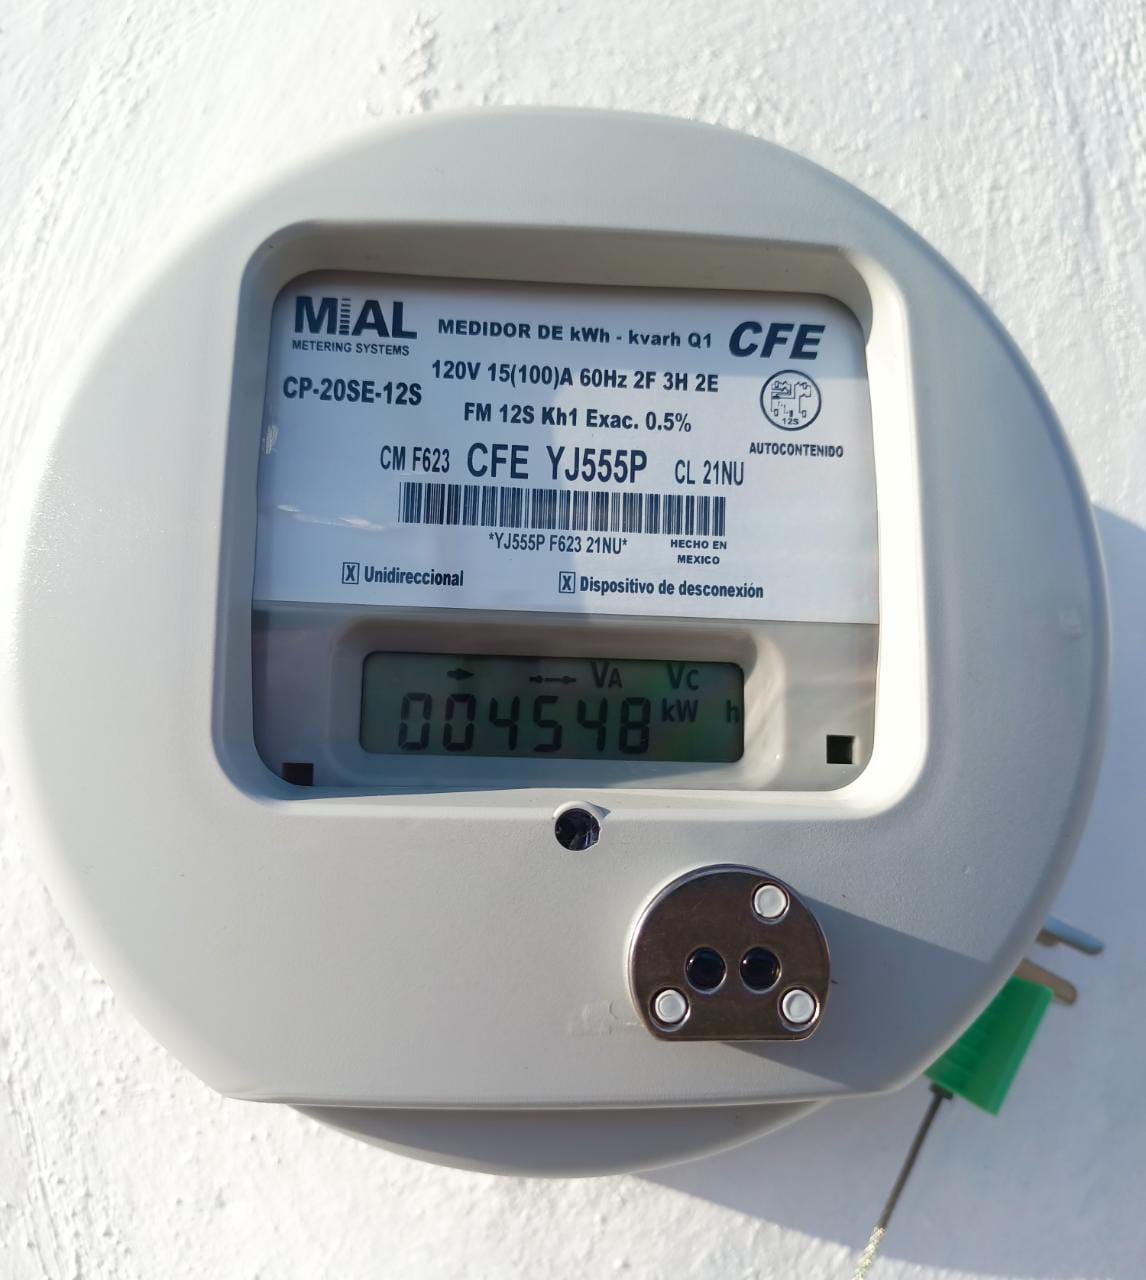 MIAL
METERING SYSTEMS
MEDIDOR DE kWh - kvarh Q1
CFE
CP-20SE-12S
120V 15(100)A 60Hz 2F 3H 2E
FM 12S Kh1 Exac. 0.5%
12S
AUTOCONTENIDO
CM F623 CFE YJ555P CL 21NU
*YJ555P F623 21NU*
HECHO EN
MEXICO
X Unidireccional
X Dispositivo de desconexión
VA VC
004548 kW h